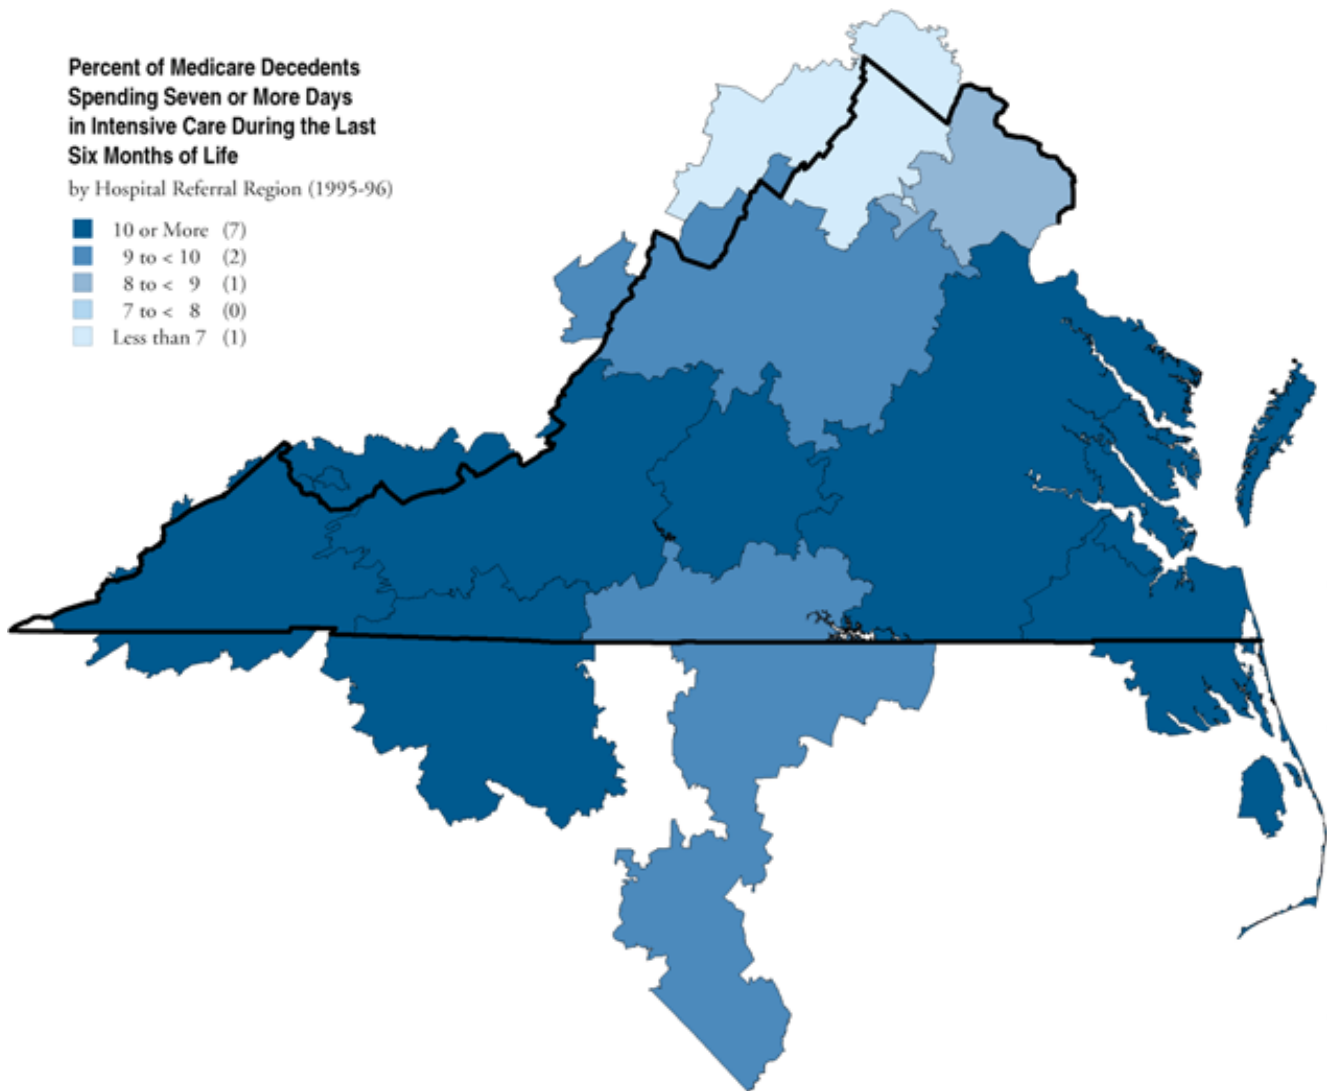 Percent of Medicare Decedents
Spending Seven or More Days
in Intensive Care During the Last
Six Months of Life
by Hospital Referral Region (1995-96)
10 or More (7)
9 to < 10 (2)
8 to < 9 (1)
7 to < 8 (0)
Less than 7 (1)